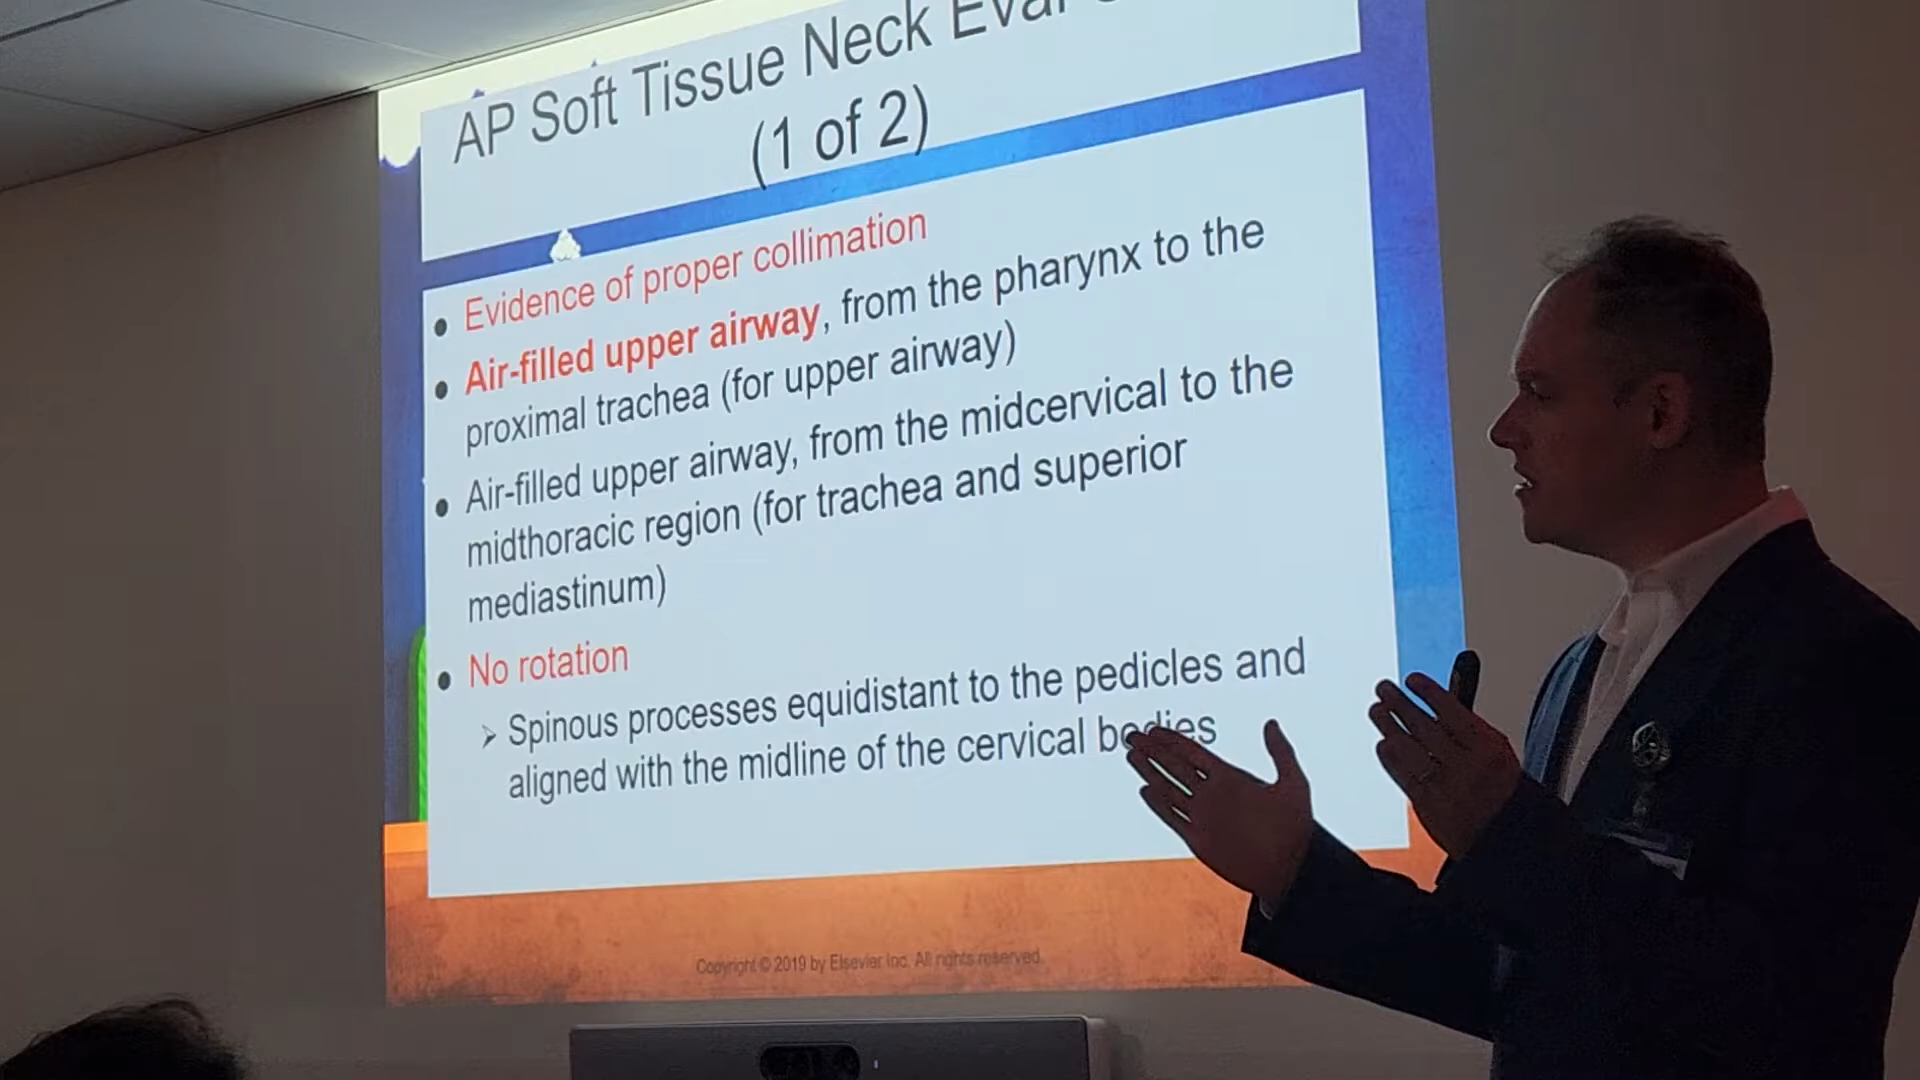 AP Soft Tissue Neck Eval
(1 of 2)
• Evidence of proper collimation
• Air-filled upper airway, from the pharynx to the
proximal trachea (for upper airway)
• Air-filled upper airway, from the midcervical to the
midthoracic region (for trachea and superior
mediastinum)
• No rotation
➢ Spinous processes equidistant to the pedicles and
aligned with the midline of the cervical bodies
Copyright © 2019 by Elsevier Inc. All rights reserved.